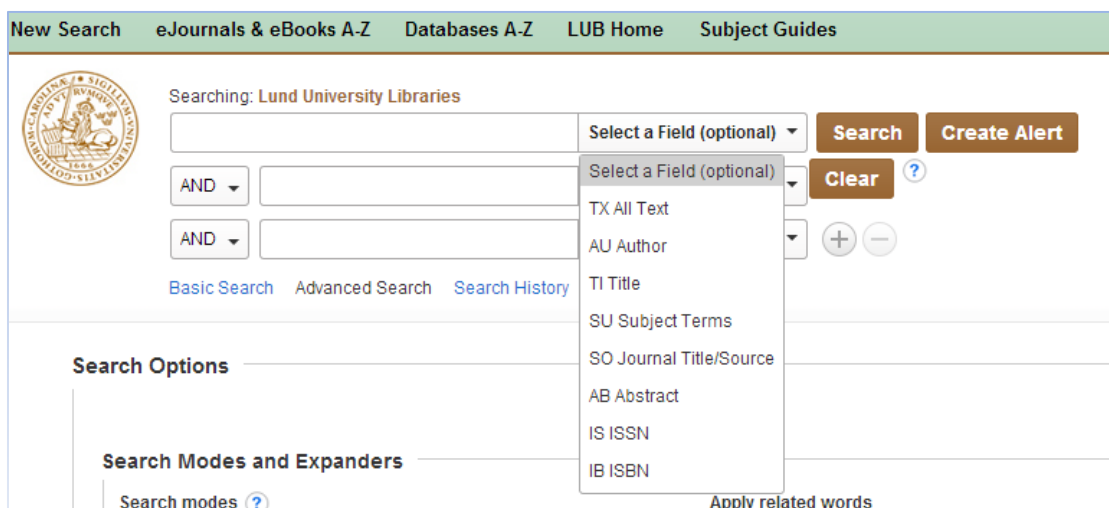 New Search eJournals & eBooks A-Z Databases A-Z LUB Home Subject Guides
Searching: Lund University Libraries
Select a Field (optional) Search Create Alert
Select a Field (optional)
AND Clear ?
TX All Text
AND
AU Author
Basic Search Advanced Search Search History
TI Title
SU Subject Terms
SO Journal Title/Source
AB Abstract
IS ISSN
IB ISBN
Search Options
Search Modes and Expanders
Search modes ? Apply related words
1666